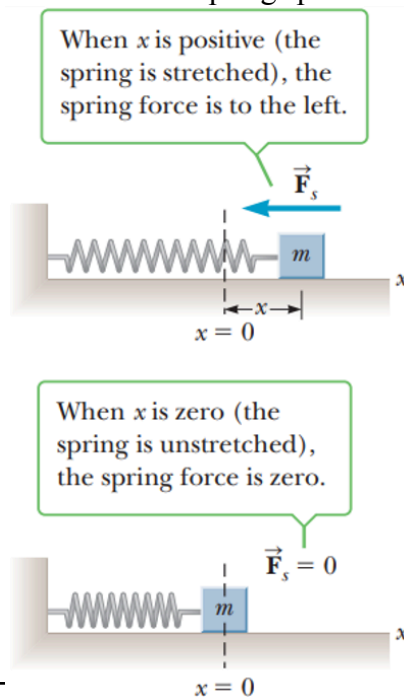 When x is positive (the
spring is stretched), the
spring force is to the left.
F⃗s
m
x
x
x = 0
When x is zero (the
spring is unstretched),
the spring force is zero.
F⃗s = 0
m
x
x = 0